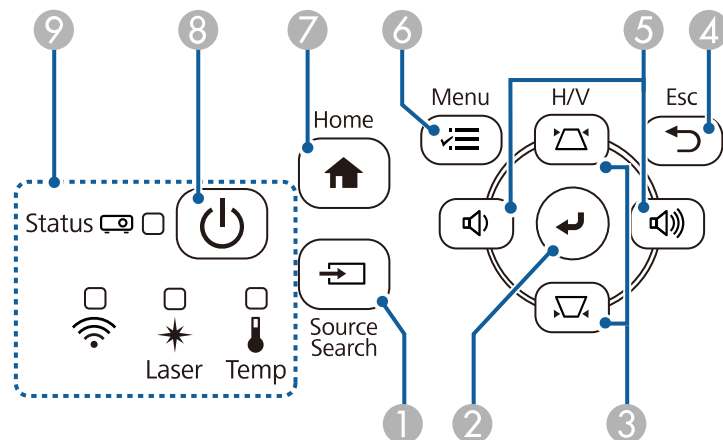 9 8 7 6 5 4
Home
Menu H/V Esc
Status
Source
Search
Laser Temp
1 2 3